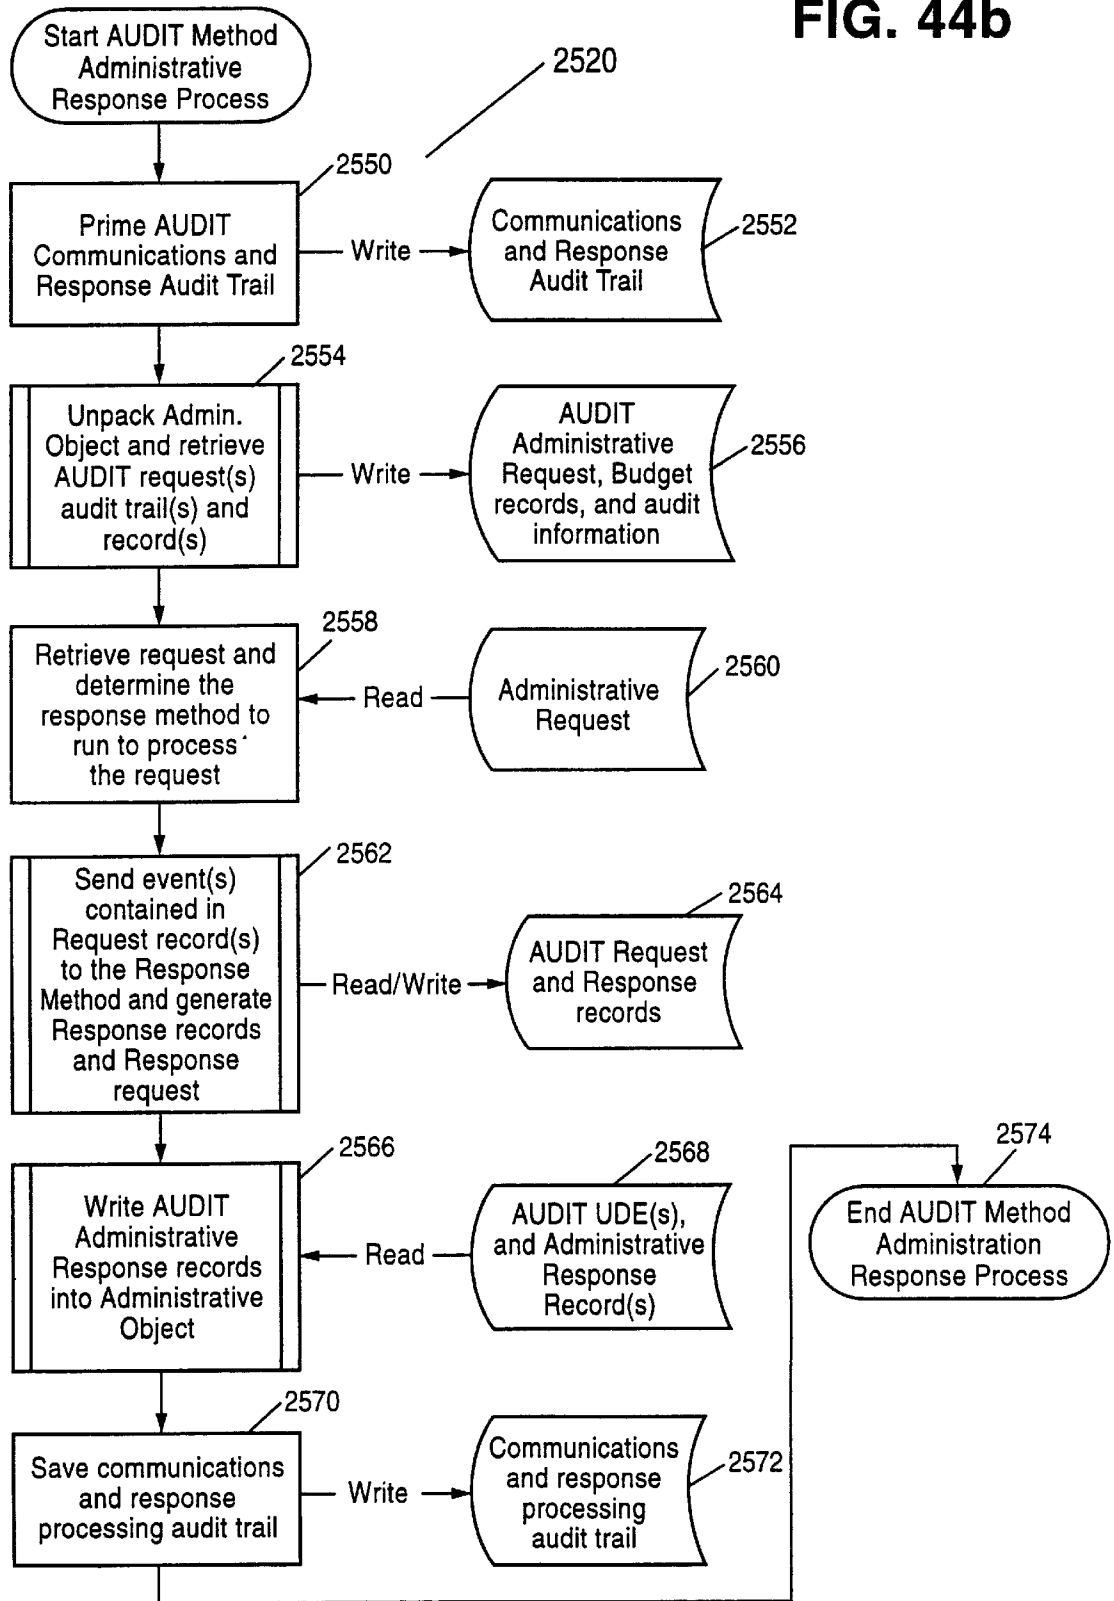 FIG. 44b
Start AUDIT Method
Administrative
Response Process
2520
2550
Prime AUDIT
Communications and
Response Audit Trail
Write
Communications
and Response
Audit Trail
2552
2554
Unpack Admin.
Object and retrieve
AUDIT request(s)
audit trail(s) and
record(s)
Write
AUDIT
Administrative
Request, Budget
records, and audit
information
2556
2558
Retrieve request and
determine the
response method to
run to process
the request
Read
Administrative
Request
2560
2562
Send event(s)
contained in
Request record(s)
to the Response
Method and generate
Response records
and Response
request
Read/Write
2564
AUDIT Request
and Response
records
2566
Write AUDIT
Administrative
Response records
into Administrative
Object
Read
2568
AUDIT UDE(s),
and Administrative
Response
Record(s)
2574
End AUDIT Method
Administration
Response Process
2570
Save communications
and response
processing audit trail
Write
Communications
and response
processing
audit trail
2572